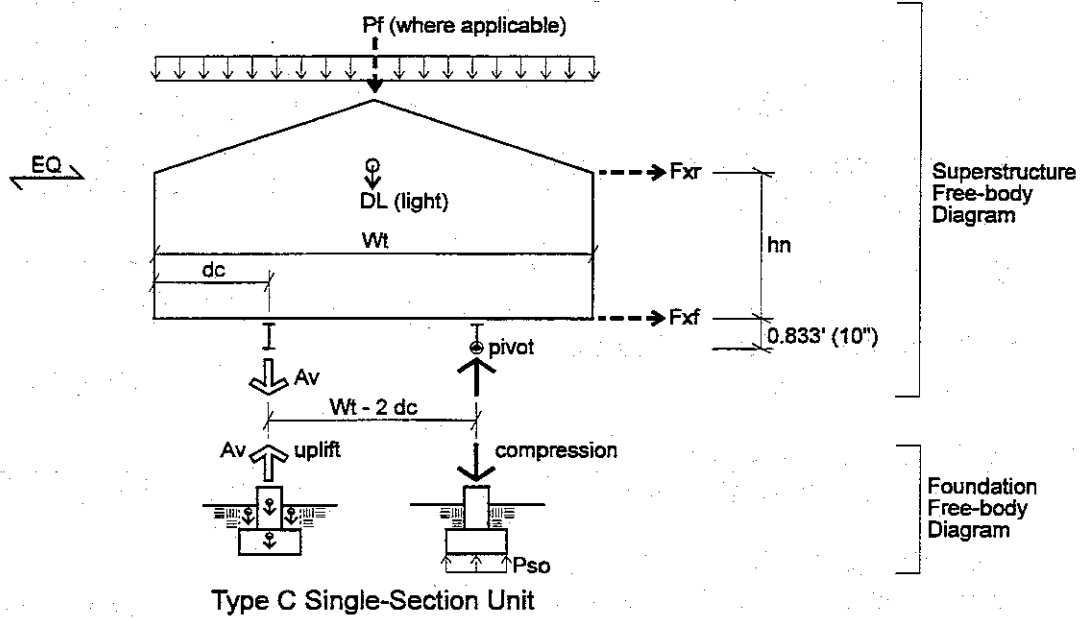 Pf (where applicable)
EQ
Fxr
DL (light)
Wt
hn
dc
Fxf
0.833' (10")
pivot
Av
Wt - 2 dc
Av
uplift
compression
Pso
Superstructure
Free-body
Diagram
Foundation
Free-body
Diagram
Type C Single-Section Unit